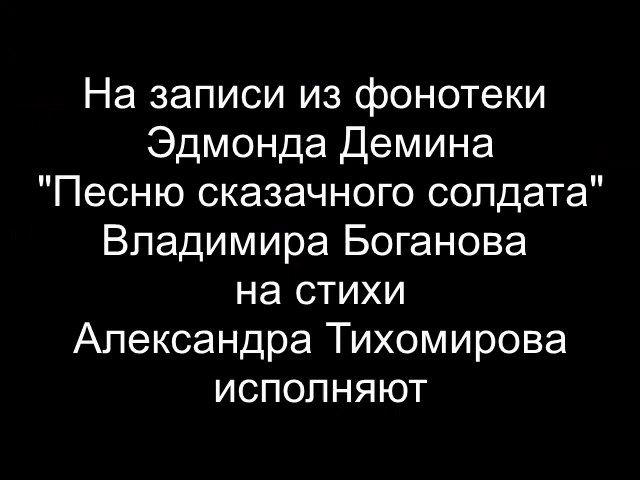 На записи из фонотеки
Эдмонда Демина
"Песню сказачного солдата"
Владимира Боганова
на стихи
Александра Тихомирова
исполняют